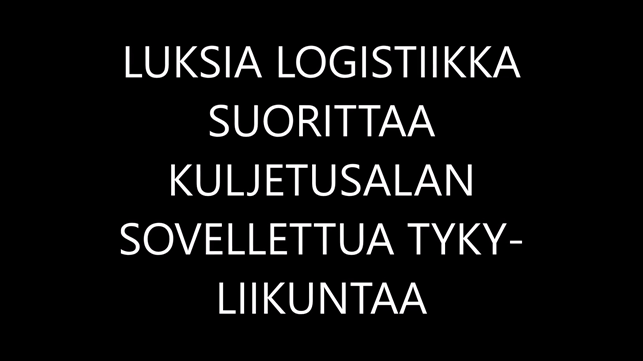 LUKSIA LOGISTIIKKA
SUORITTAA
KULJETUSALAN
SOVELLETTUA TYKY-
LIIKUNTAA